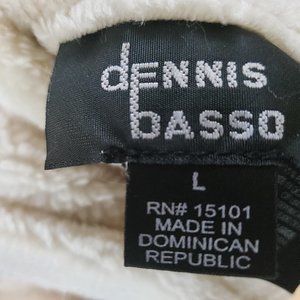 dENNIS
bASSO
L
RN# 15101
MADE IN
DOMINICAN
REPUBLIC